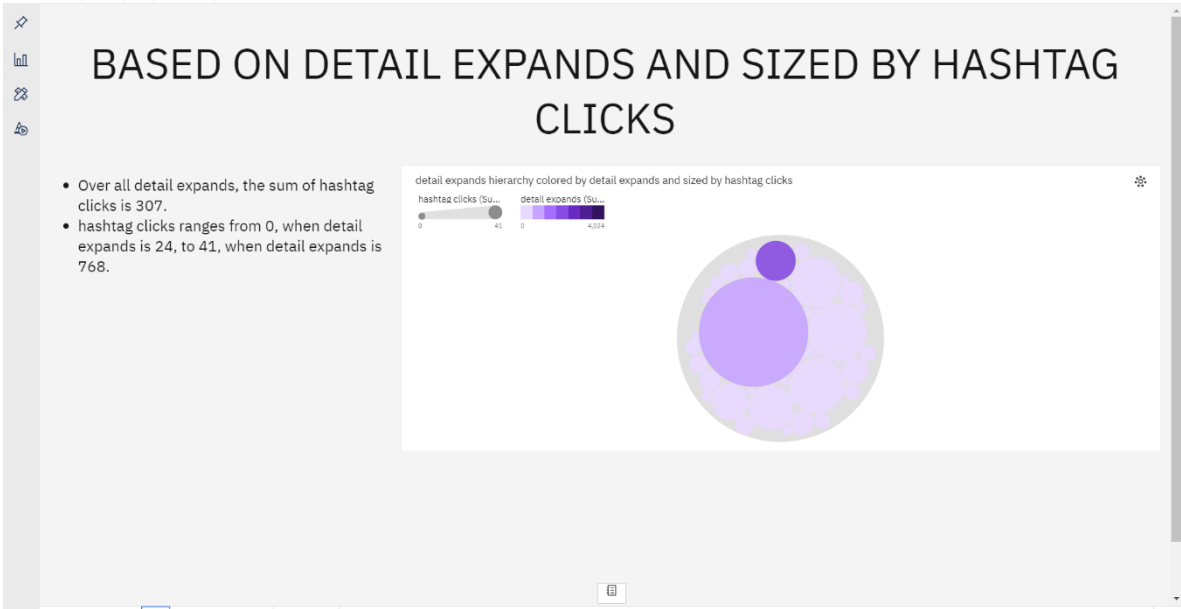 BASED ON DETAIL EXPANDS AND SIZED BY HASHTAG
CLICKS
• Over all detail expands, the sum of hashtag
clicks is 307.
• hashtag clicks ranges from 0, when detail
expands is 24, to 41, when detail expands is
768.
detail expands hierarchy colored by detail expands and sized by hashtag clicks
hashtag clicks (Su... detail expands (Su...
0 41 0 4,024